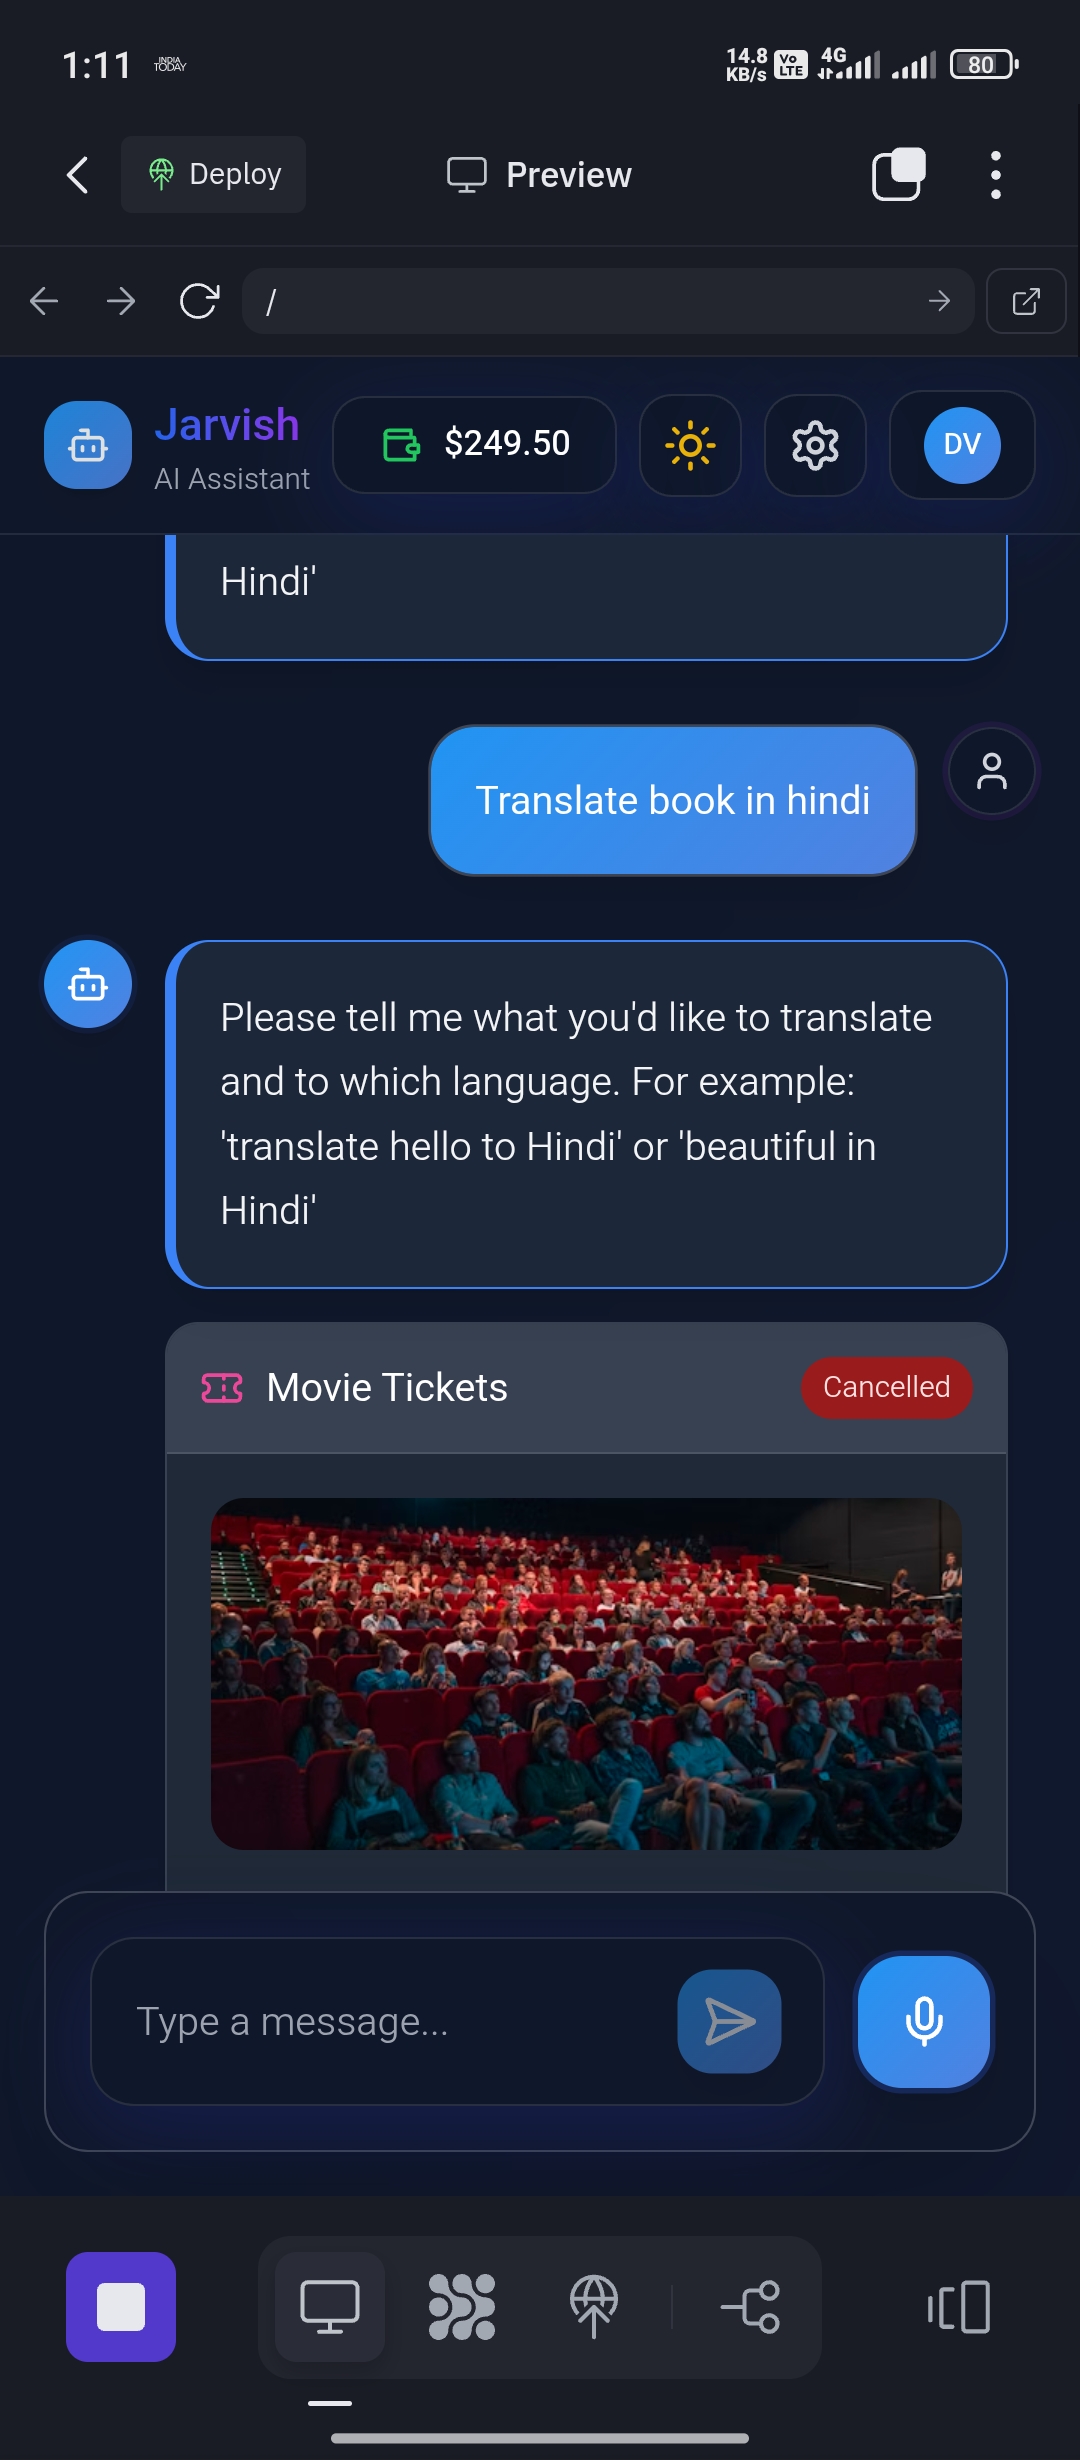 1:11
INDIA
TODAY
14.8
KB/s
Vo
LTE
4G
80
Deploy
Preview
/
Jarvish
AI Assistant
$249.50
DV
Hindi'
Translate book in hindi
Please tell me what you'd like to translate
and to which language. For example:
'translate hello to Hindi' or 'beautiful in
Hindi'
Movie Tickets
Cancelled
Type a message...